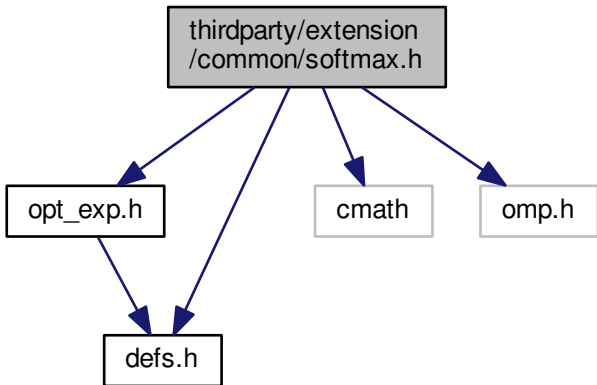 thirdparty/extension
/common/softmax.h
opt_exp.h
cmath
omp.h
defs.h